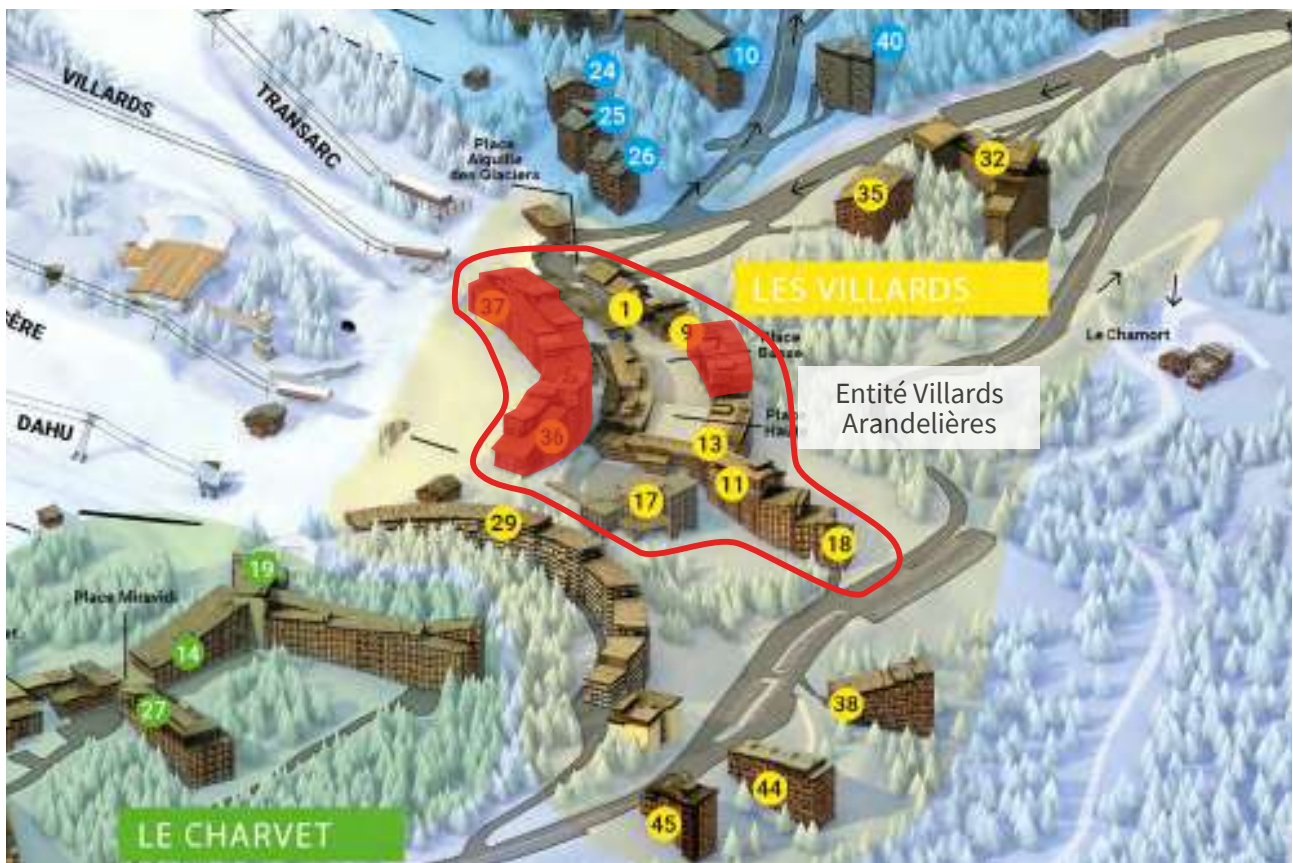 24
10
40
VILLARDS
TRANSARC
25
Place
Aiguille
des Glaciers
26
32
35
37
LES VILLARDS
1
9
Place
Le Chamort
Entité Villards
Arandelières
DAHU
36
13
11
17
29
18
19
Place Miravidi
14
27
38
44
45
LE CHARVET